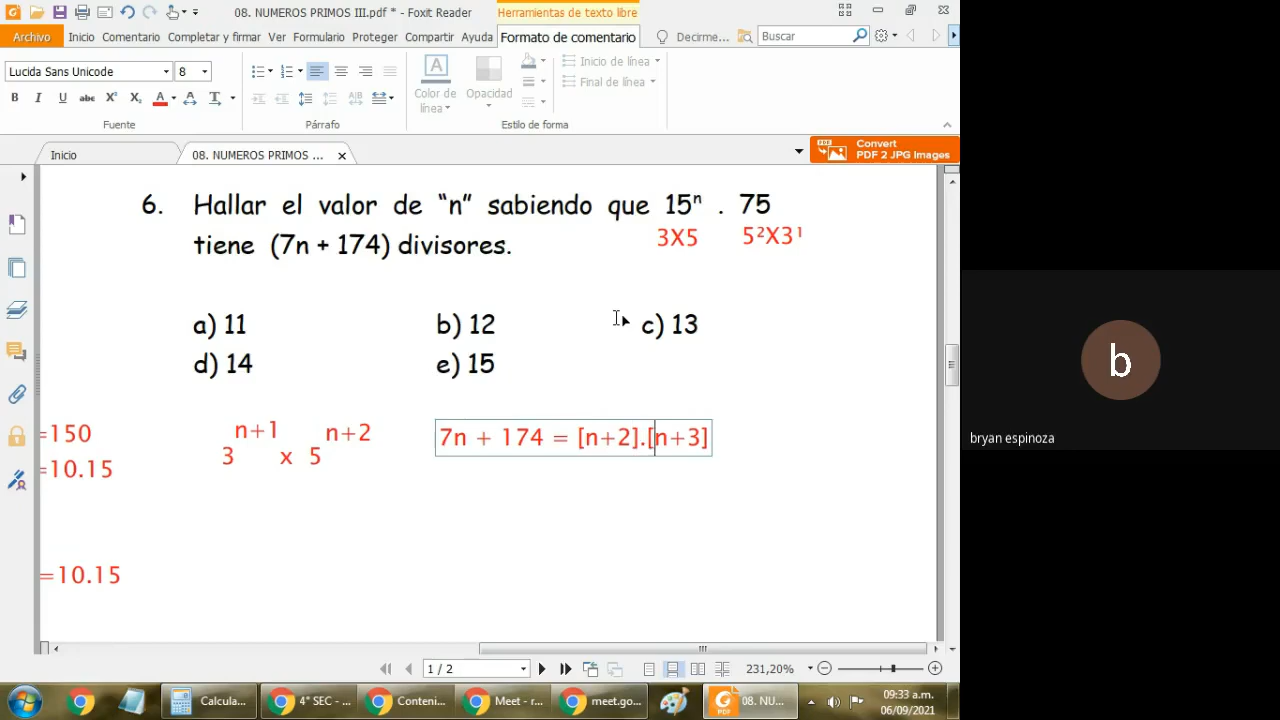 08. NUMEROS PRIMOS III.pdf * - Foxit Reader
Herramientas de texto libre
Archivo Inicio Comentario Completar y firmar Ver Formulario Proteger Compartir Ayuda Formato de comentario Decirme... Buscar
Lucida Sans Unicode 8
Color de línea Opacidad Inicio de línea
Final de línea
B I U abc X² X₂ A A T
Fuente Párrafo Estilo de forma
Inicio 08. NUMEROS PRIMOS ... Convert PDF 2 JPG Images
6. Hallar el valor de “n” sabiendo que 15ⁿ . 75
3X5 5²X3¹
tiene (7n + 174) divisores.
a) 11 b) 12 c) 13
d) 14 e) 15
=150
n+1 n+2
3 x 5
7n + 174 = [n+2].[n+3]
=10.15
=10.15
b
bryan espinoza
1 / 2 231,20%
Calcula... 4° SEC - ... Conteni... Meet - r... meet.go... 08. NU...
09:33 a.m.
06/09/2021